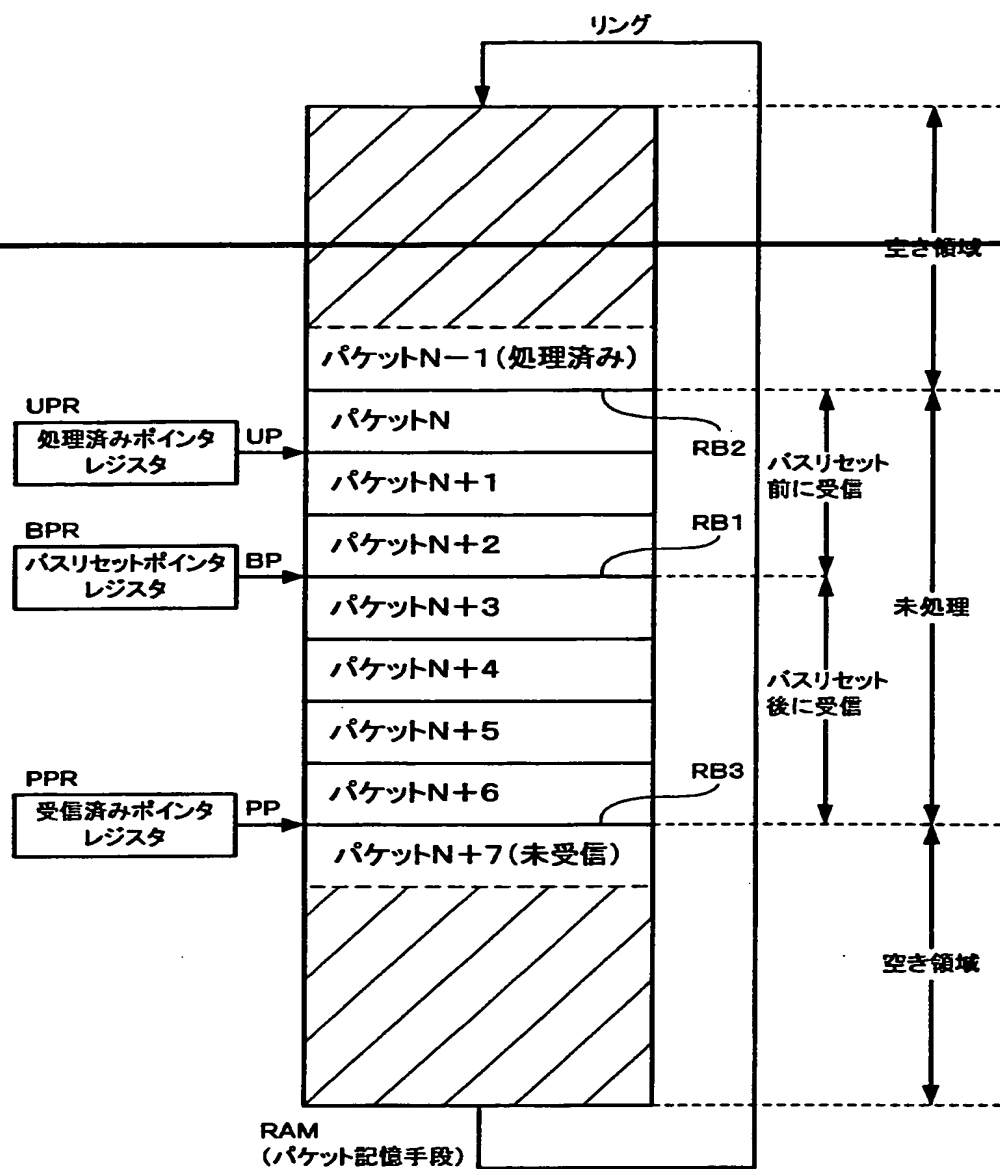 リング
空き領域
パケットN−1(処理済み)
UPR
処理済みポインタ
レジスタ
UP
パケットN
RB2
バスリセット
前に受信
パケットN+1
BPR
バスリセットポインタ
レジスタ
BP
パケットN+2
RB1
パケットN+3
未処理
パケットN+4
バスリセット
後に受信
パケットN+5
PPR
受信済みポインタ
レジスタ
PP
パケットN+6
RB3
パケットN+7(未受信)
空き領域
RAM
(パケット記憶手段)